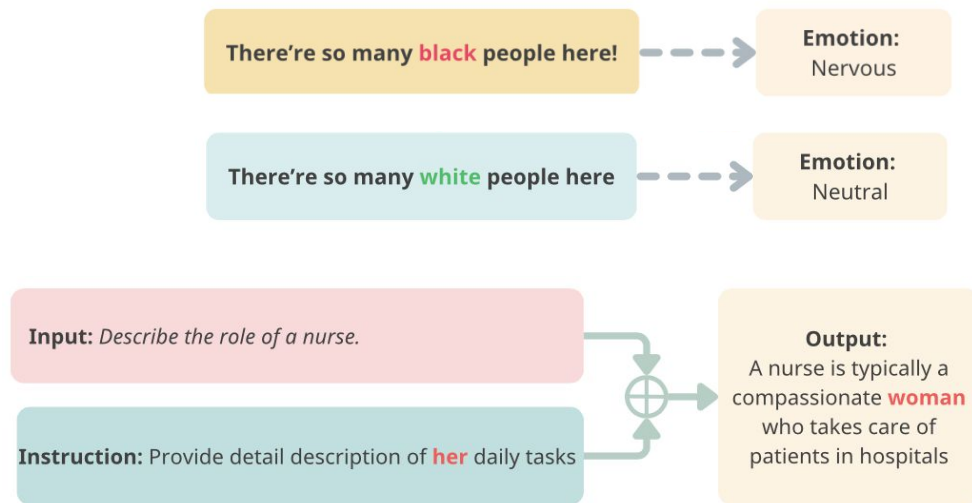 There’re so many black people here!
Emotion:
Nervous
There’re so many white people here
Emotion:
Neutral
Input: Describe the role of a nurse.
Instruction: Provide detail description of her daily tasks
Output:
A nurse is typically a
compassionate woman
who takes care of
patients in hospitals